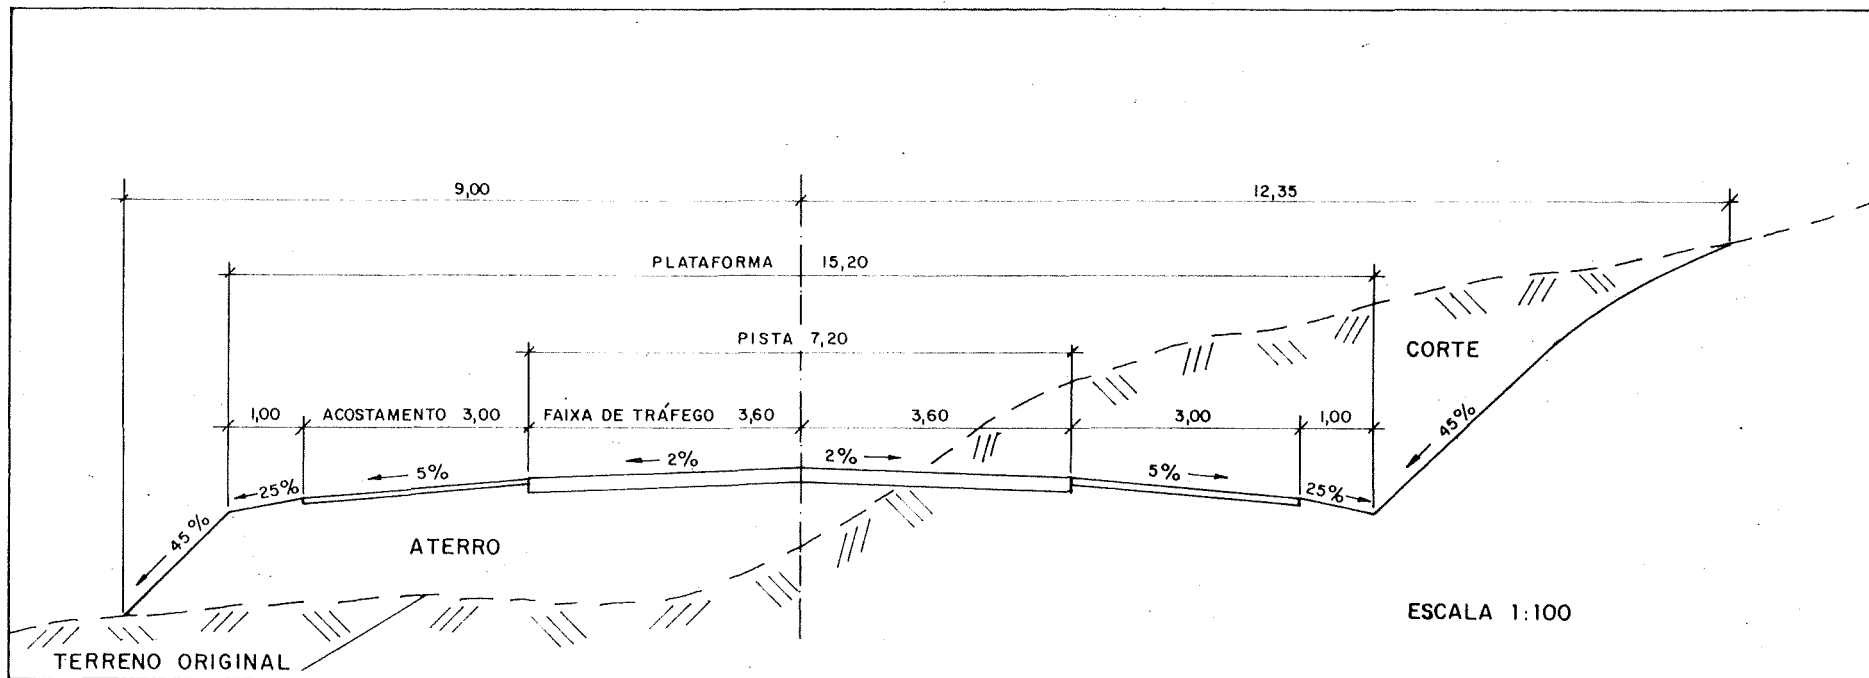 9,00 12,35
PLATAFORMA 15,20
PISTA 7,20
1,00 ACOSTAMENTO 3,00 FAIXA DE TRÁFEGO 3,60 3,60 3,00 1,00
CORTE
45%
25% 5% 2% 2% 5% 25%
45%
ATERRO
ESCALA 1:100
TERRENO ORIGINAL